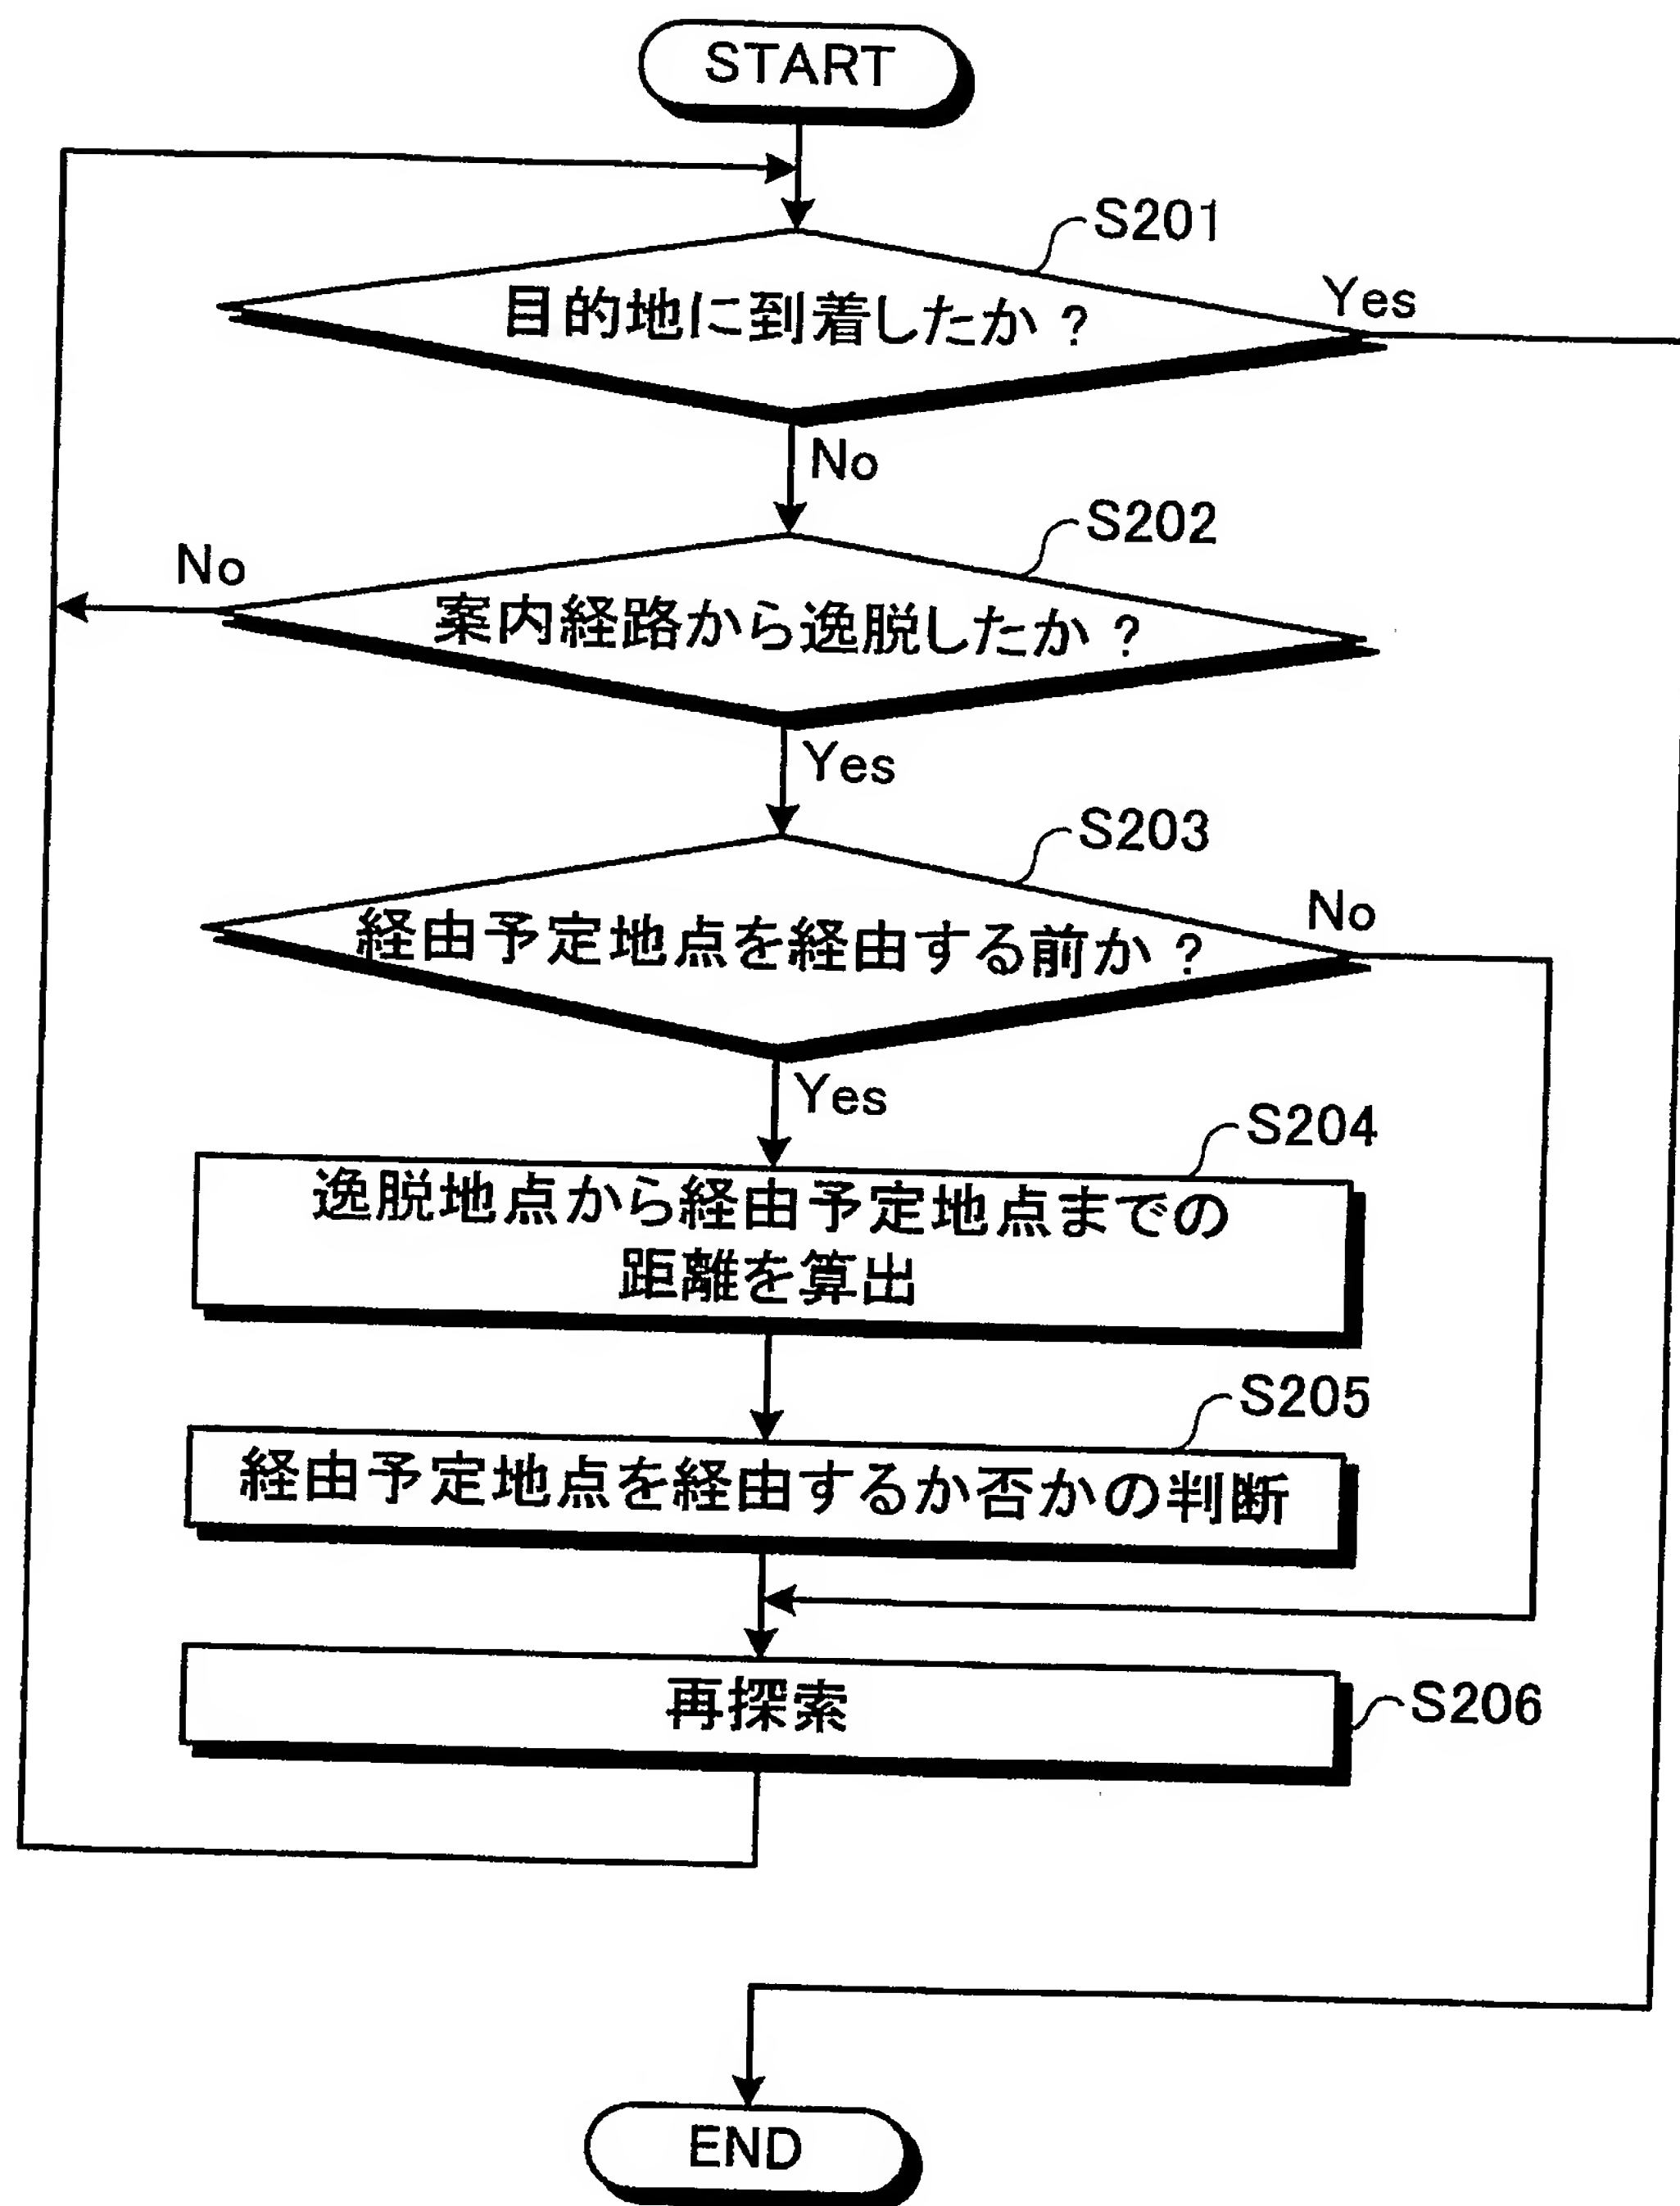 START
S201
目的地に到着したか？
Yes
No
S202
No
案内経路から逸脱したか？
Yes
S203
経由予定地点を経由する前か？
No
Yes
S204
逸脱地点から経由予定地点までの
距離を算出
S205
経由予定地点を経由するか否かの判断
再探索
S206
END